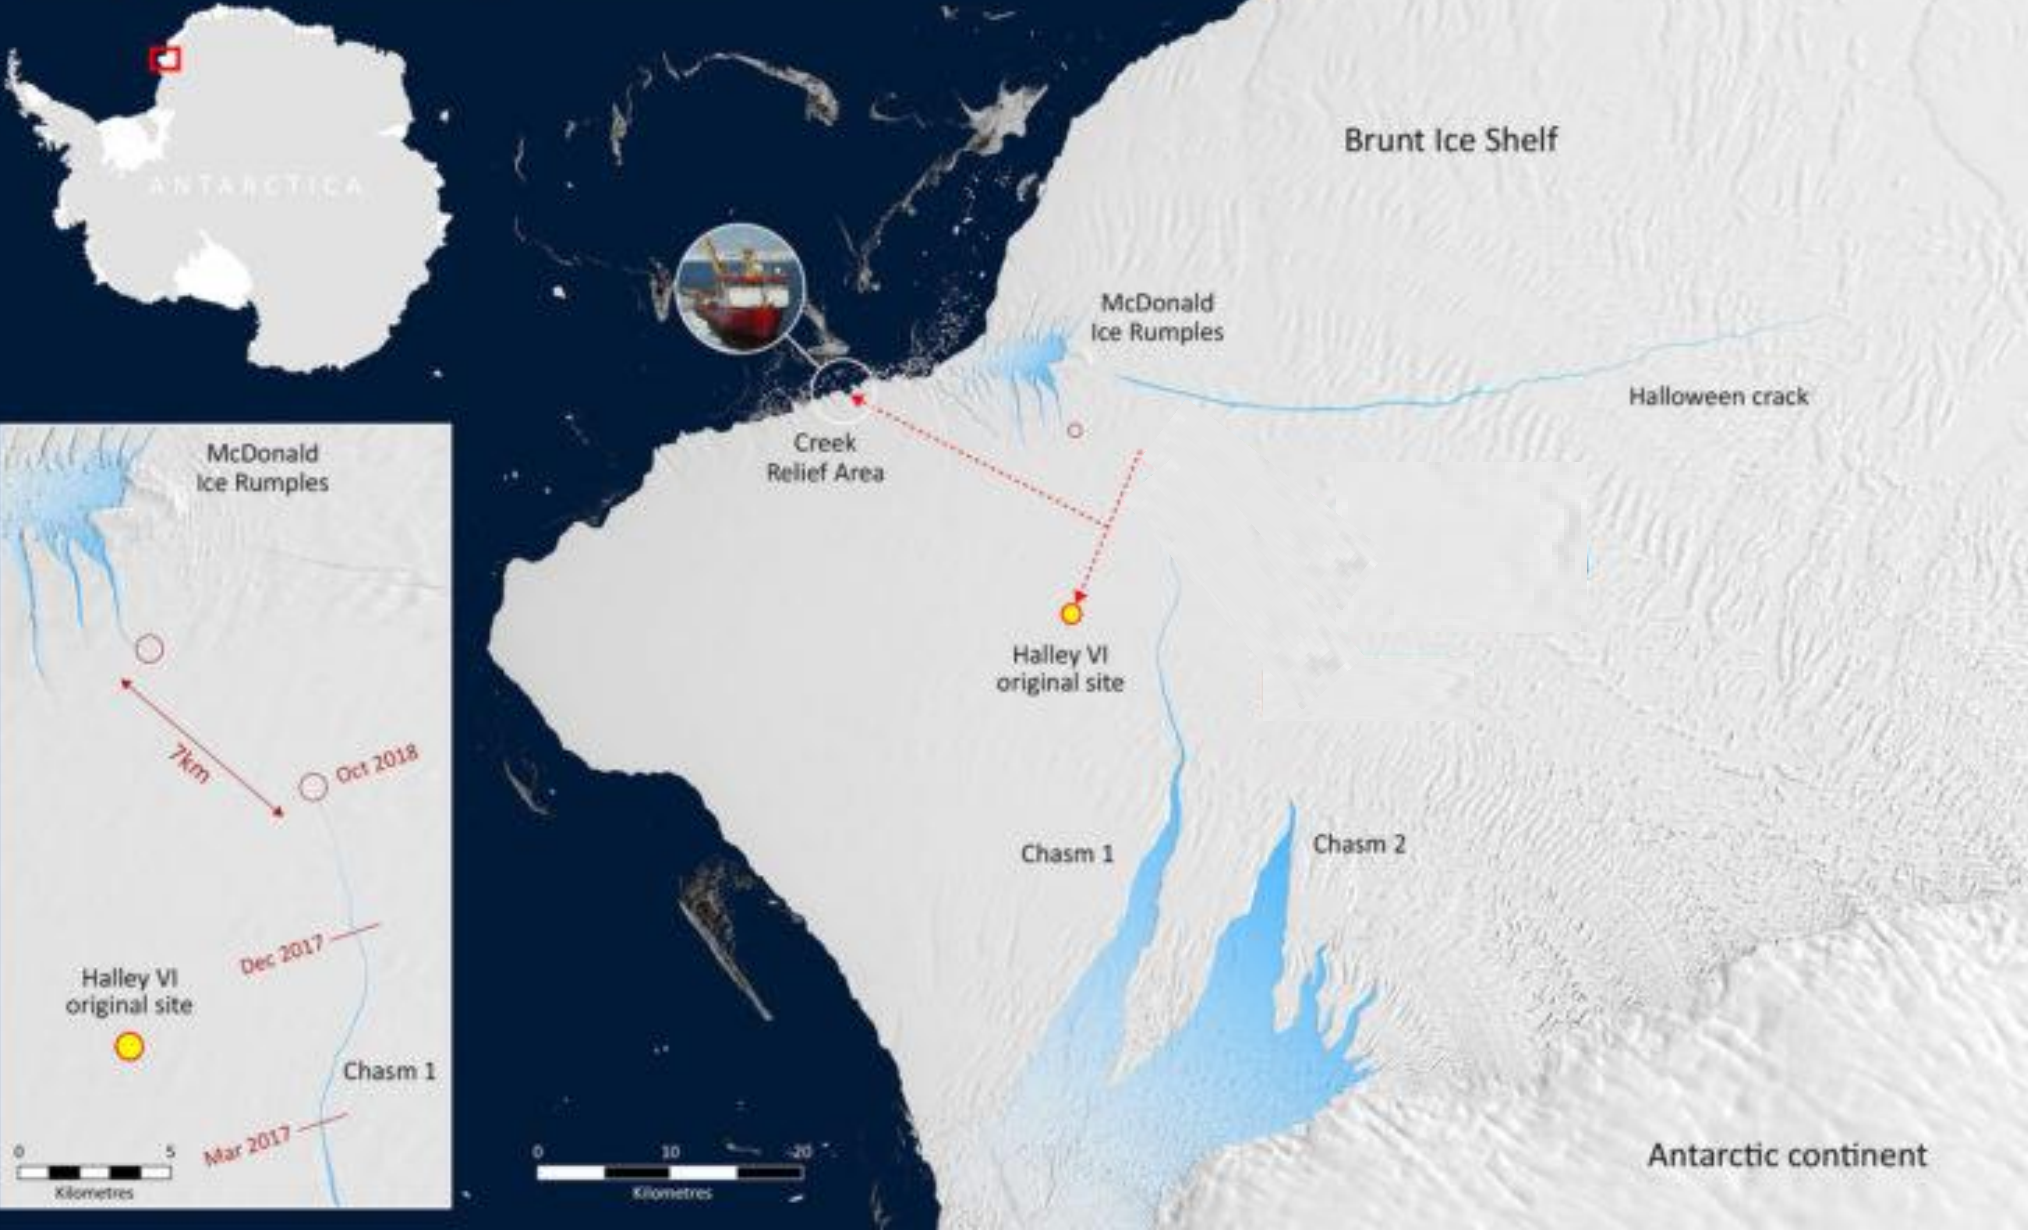 ANTARCTICA
Brunt Ice Shelf
McDonald
Ice Rumples
Halloween crack
Creek
Relief Area
Halley VI
original site
Chasm 1
Chasm 2
Antarctic continent
0 10 20
Kilometres
McDonald
Ice Rumples
7km
Oct 2018
Dec 2017
Halley VI
original site
Chasm 1
Mar 2017
0 5
Kilometres